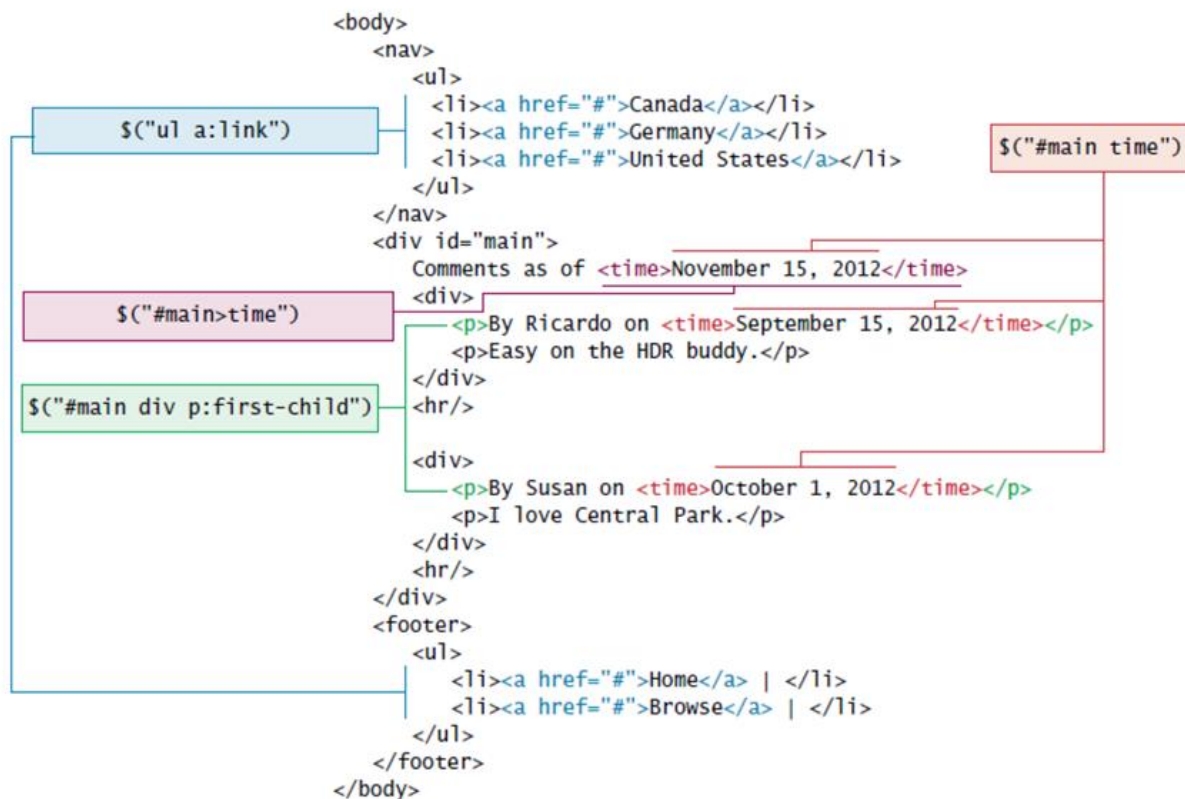 <body>
<nav>
<ul>
$("ul a:link")
<li><a href="#">Canada</a></li>
<li><a href="#">Germany</a></li>
<li><a href="#">United States</a></li>
$("#main time")
</ul>
</nav>
<div id="main">
Comments as of <time>November 15, 2012</time>
$("#main>time")
<div>
<p>By Ricardo on <time>September 15, 2012</time></p>
<p>Easy on the HDR buddy.</p>
</div>
$("#main div p:first-child")
<hr/>
<div>
<p>By Susan on <time>October 1, 2012</time></p>
<p>I love Central Park.</p>
</div>
<hr/>
</div>
<footer>
<ul>
<li><a href="#">Home</a> | </li>
<li><a href="#">Browse</a> | </li>
</ul>
</footer>
</body>